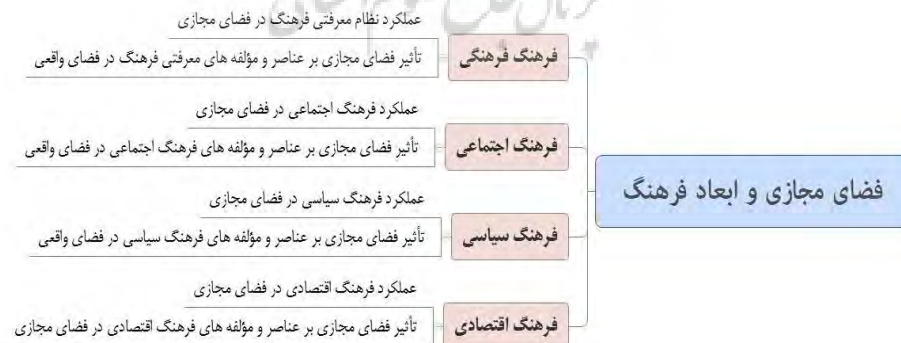 فضای مجازی و ابعاد فرهنگ
فرهنگ فرهنگی
عملکرد نظام معرفتی فرهنگ در فضای مجازی
تأثیر فضای مجازی بر عناصر و مؤلفه های معرفتی فرهنگ در فضای واقعی
فرهنگ اجتماعی
عملکرد فرهنگ اجتماعی در فضای مجازی
تأثیر فضای مجازی بر عناصر و مؤلفه های فرهنگ اجتماعی در فضای واقعی
فرهنگ سیاسی
عملکرد فرهنگ سیاسی در فضای مجازی
تأثیر فضای مجازی بر عناصر و مؤلفه های فرهنگ سیاسی در فضای واقعی
فرهنگ اقتصادی
عملکرد فرهنگ اقتصادی در فضای مجازی
تأثیر فضای مجازی بر عناصر و مؤلفه های فرهنگ اقتصادی در فضای مجازی